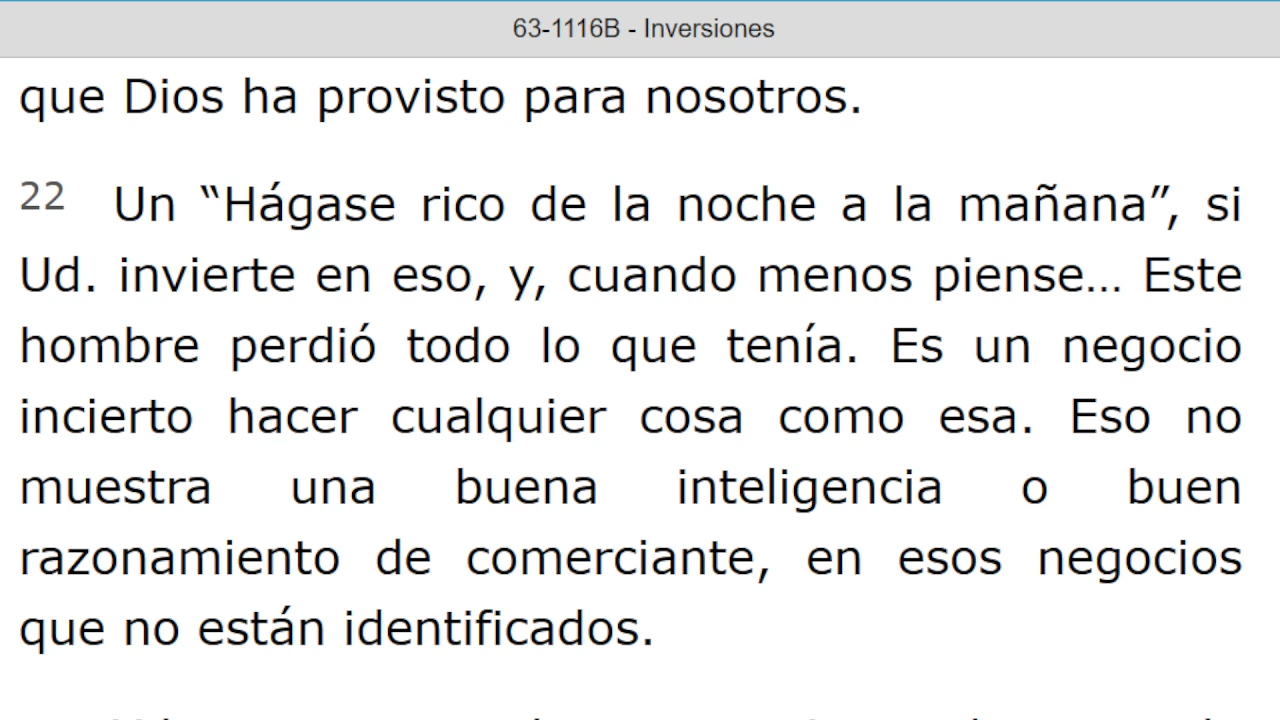 63-1116B - Inversiones
que Dios ha provisto para nosotros.
22 Un “Hágase rico de la noche a la mañana”, si
Ud. invierte en eso, y, cuando menos piense... Este
hombre perdió todo lo que tenía. Es un negocio
incierto hacer cualquier cosa como esa. Eso no
muestra una buena inteligencia o buen
razonamiento de comerciante, en esos negocios
que no están identificados.